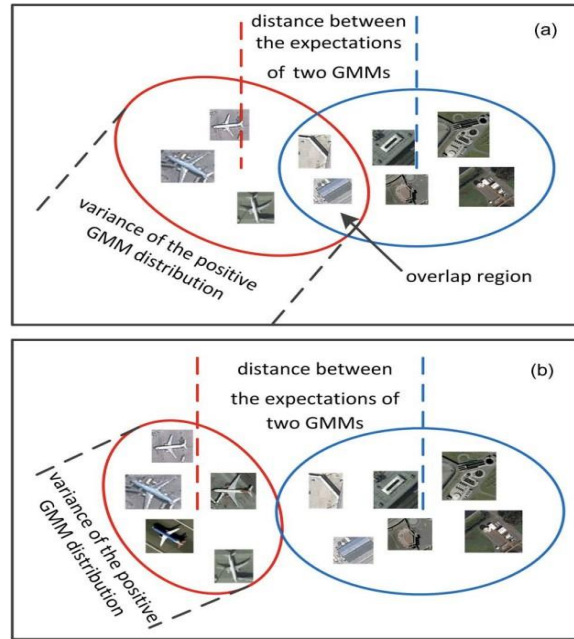 distance between
the expectations
of two GMMs
(a)
variance of the positive
GMM distribution
overlap region
distance between
the expectations of
two GMMs
(b)
variance of the positive
GMM distribution